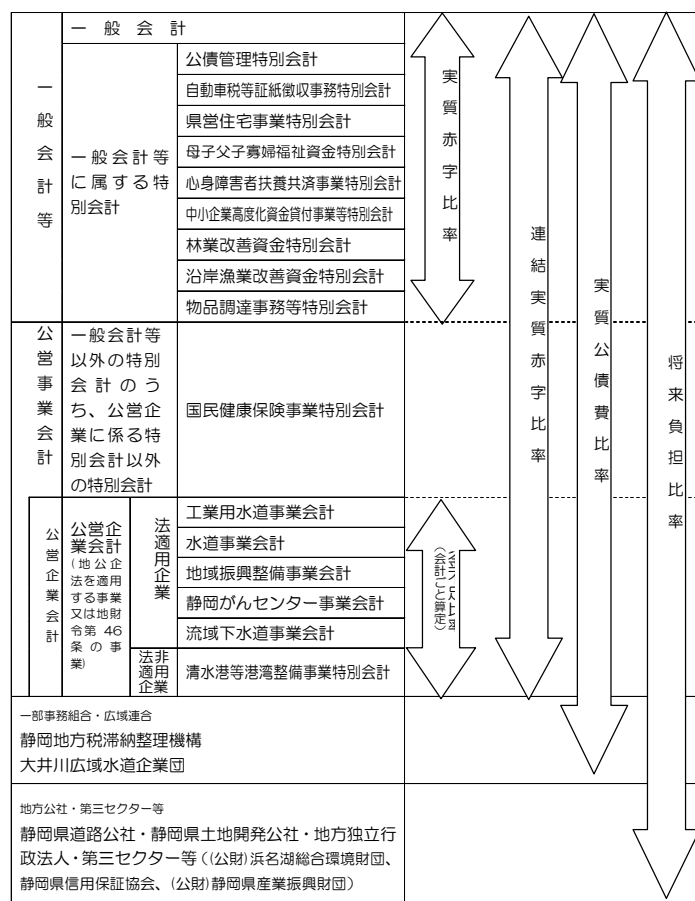 一般会計等
一般会計
一般会計等
に属する特
別会計
公債管理特別会計
自動車税等証紙徴収事務特別会計
県営住宅事業特別会計
母子父子寡婦福祉資金特別会計
心身障害者扶養共済事業特別会計
中小企業高度化資金貸付事業等特別会計
林業改善資金特別会計
沿岸漁業改善資金特別会計
物品調達事務等特別会計
公営事業会計
一般会計等
以外の特別
会計のう
ち、公営企
業に係る特
別会計以外
の特別会計
国民健康保険事業特別会計
公営企業会計
公営企
業会計
(地公企
法を適用
する事業
又は地財
令第 46
条の事
業)
法適用企業
工業用水道事業会計
水道事業会計
地域振興整備事業会計
静岡がんセンター事業会計
流域下水道事業会計
法非
適用
企業
清水港等港湾整備事業特別会計
実質赤字比率
(会計ごと算定)
連結実質赤字比率
実質公債費比率
将来負担比率
一部事務組合・広域連合
静岡地方税滞納整理機構
大井川広域水道企業団
地方公社・第三セクター等
静岡県道路公社・静岡県土地開発公社・地方独立行
政法人・第三セクター等（(公財)浜名湖総合環境財団、
静岡県信用保証協会、(公財)静岡県産業振興財団）